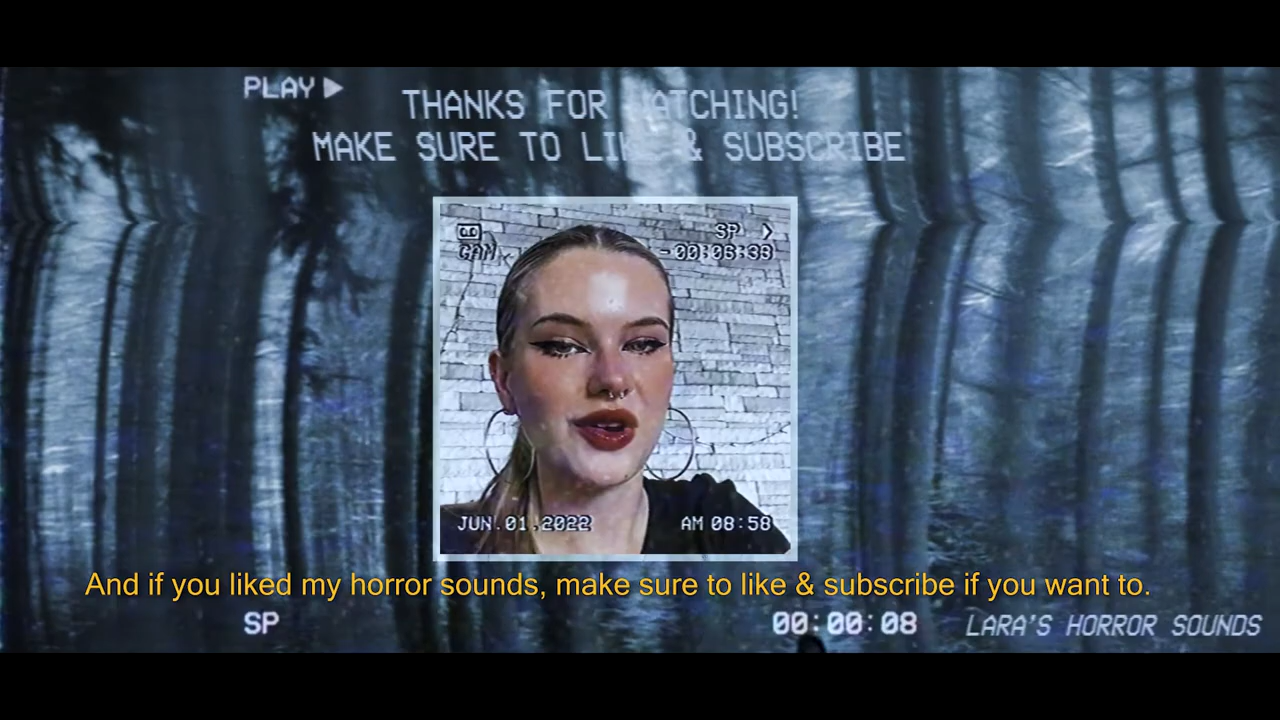 PLAY
THANKS FOR WATCHING!
MAKE SURE TO LIKE & SUBSCRIBE
SP
-00:06:39
JUN.01.2022 AM 08:58
And if you liked my horror sounds, make sure to like & subscribe if you want to.
SP 00:00:08 LARA'S HORROR SOUNDS